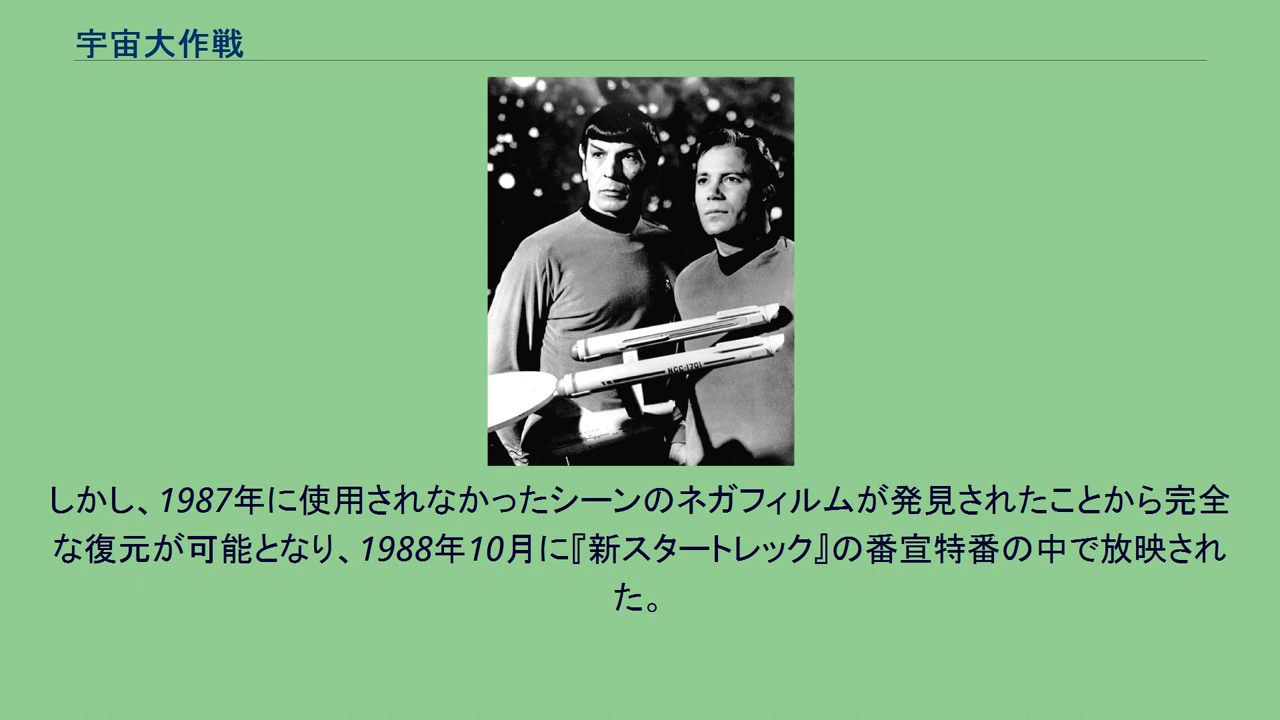 宇宙大作戦
NCC-1701
しかし、1987年に使用されなかったシーンのネガフィルムが発見されたことから完全
な復元が可能となり、1988年10月に『新スタートレック』の番宣特番の中で放映され
た。